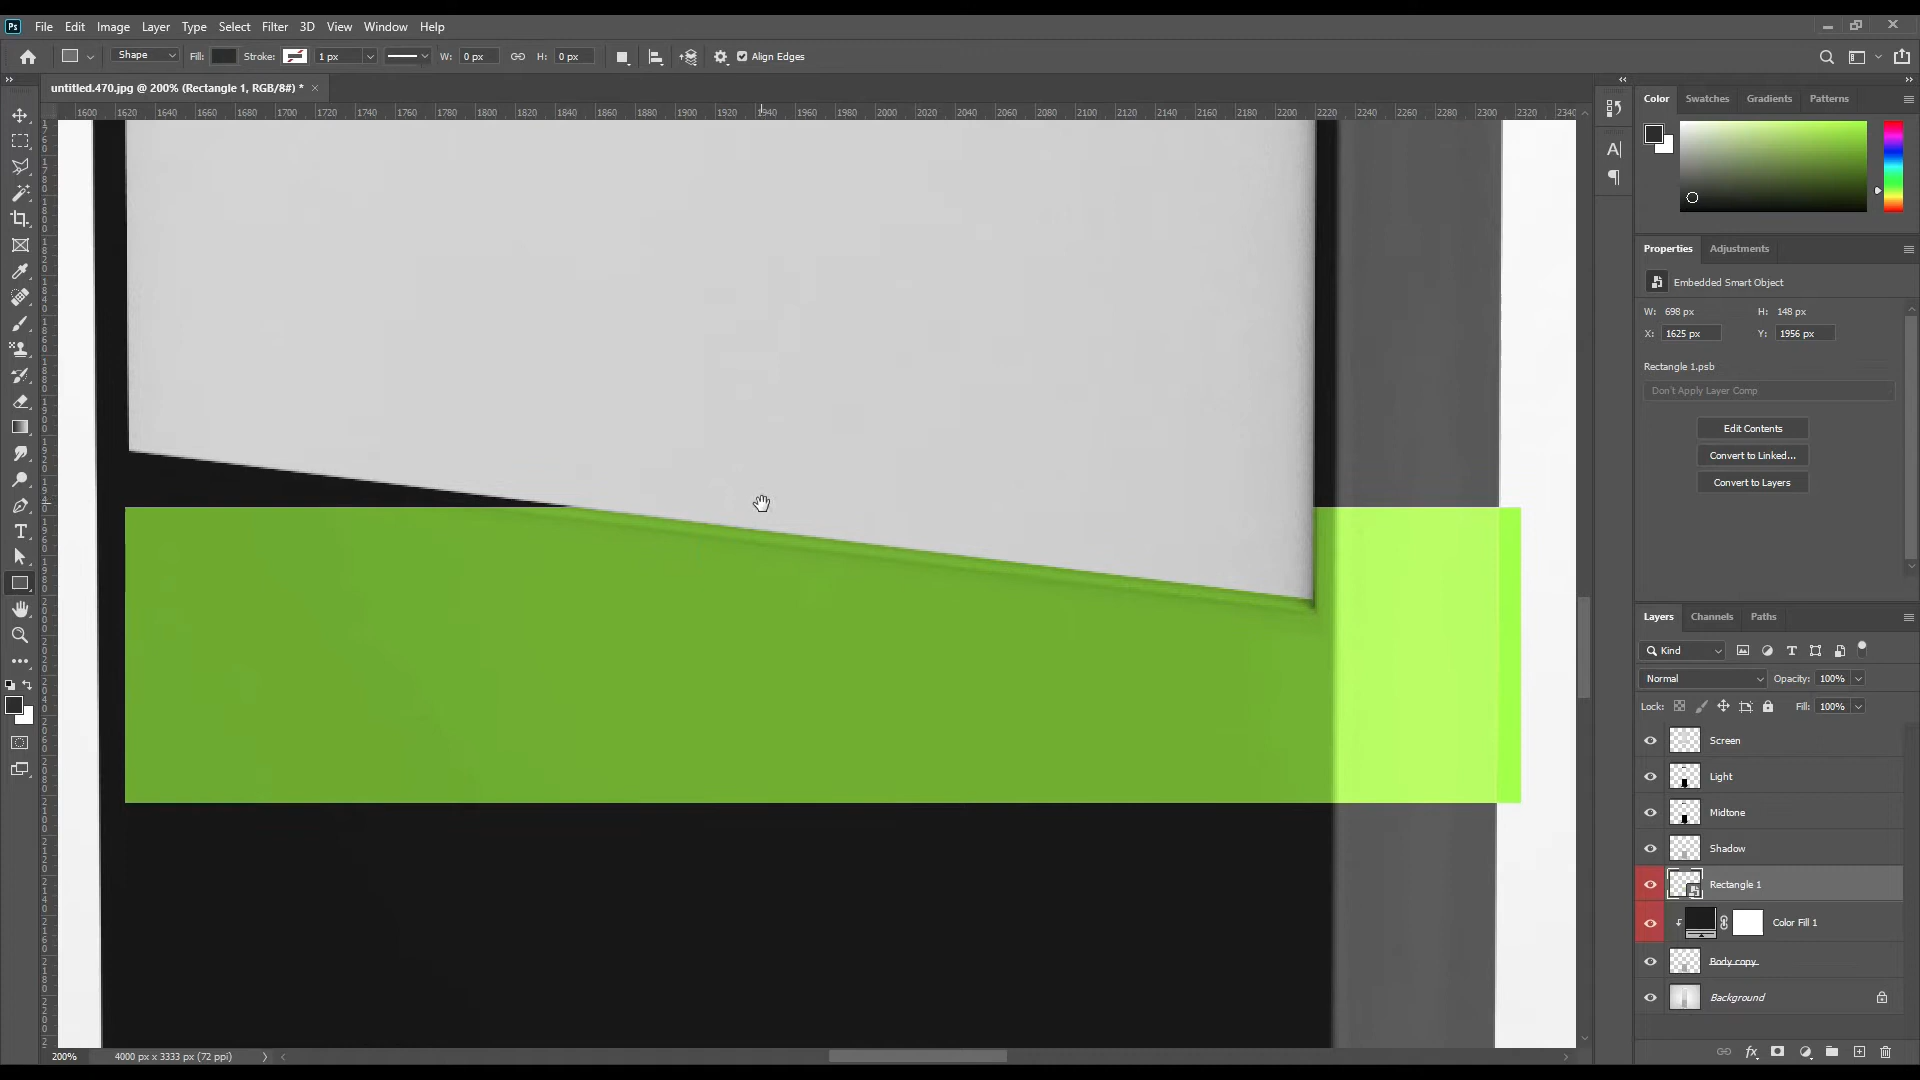 Ps File Edit Image Layer Type Select Filter 3D View Window Help
Shape Fill: Stroke: 1 px W: 0 px H: 0 px Align Edges
untitled.470.jpg @ 200% (Rectangle 1, RGB/8#) * ×
1600 1620 1640 1660 1680 1700 1720 1740 1760 1780 1800 1820 1840 1860 1880 1900 1920 1940 1960 1980 2000 2020 2040 2060 2080 2100 2120 2140 2160 2180 2200 2220 2240 2260 2280 2300 2320 2340
Color Swatches Gradients Patterns
Properties Adjustments
Embedded Smart Object
W: 698 px H: 148 px
X: 1625 px Y: 1956 px
Rectangle 1.psb
Don't Apply Layer Comp
Edit Contents
Convert to Linked...
Convert to Layers
Layers Channels Paths
Kind
Normal Opacity: 100%
Lock: Fill: 100%
Screen
Light
Midtone
Shadow
Rectangle 1
Color Fill 1
Body copy
Background
200% 4000 px x 3333 px (72 ppi)